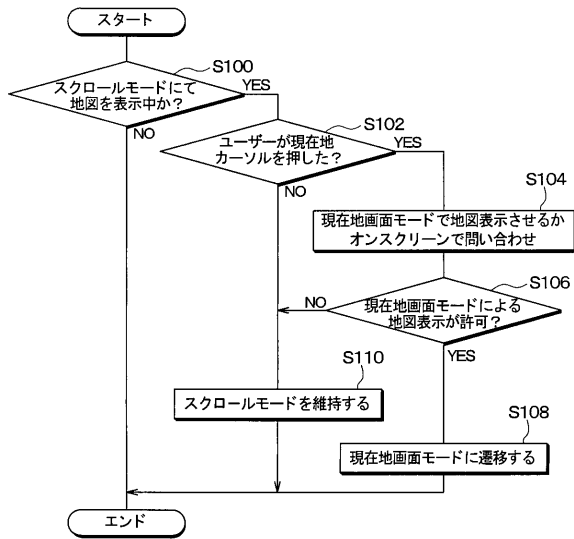 スタート
S100
スクロールモードにて
地図を表示中か？
YES
NO
S102
ユーザーが現在地
カーソルを押した？
YES
NO
S104
現在地画面モードで地図表示させるか
オンスクリーンで問い合わせ
S106
現在地画面モードによる
地図表示が許可？
NO
YES
S110
スクロールモードを維持する
S108
現在地画面モードに遷移する
エンド